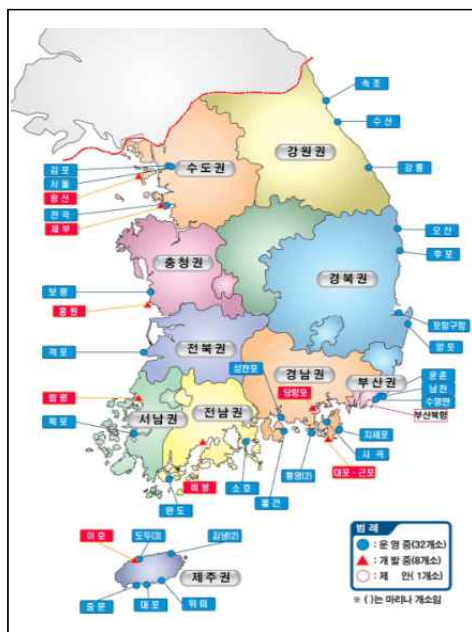 속초
수산
강원권
수도권
김포
서울
왕산
전곡
제부
강릉
오산
후포
충청권
경북권
보령
홍원
포항구항
양포
격포
전북권
삼천포
경남권
부산권
당항포
운촌
남천
수영만
부산북항
함평
목포
서남권
전남권
지세포
사곡
대포·근포
통영(2)
물건
소호
비봉
완도
이호
도두(3)
김녕(2)
제주권
중문
대포
위미
범례
: 운영중(32개소)
: 개발중(8개소)
: 제 안(1개소)
※ ( )는 마리나 개소임